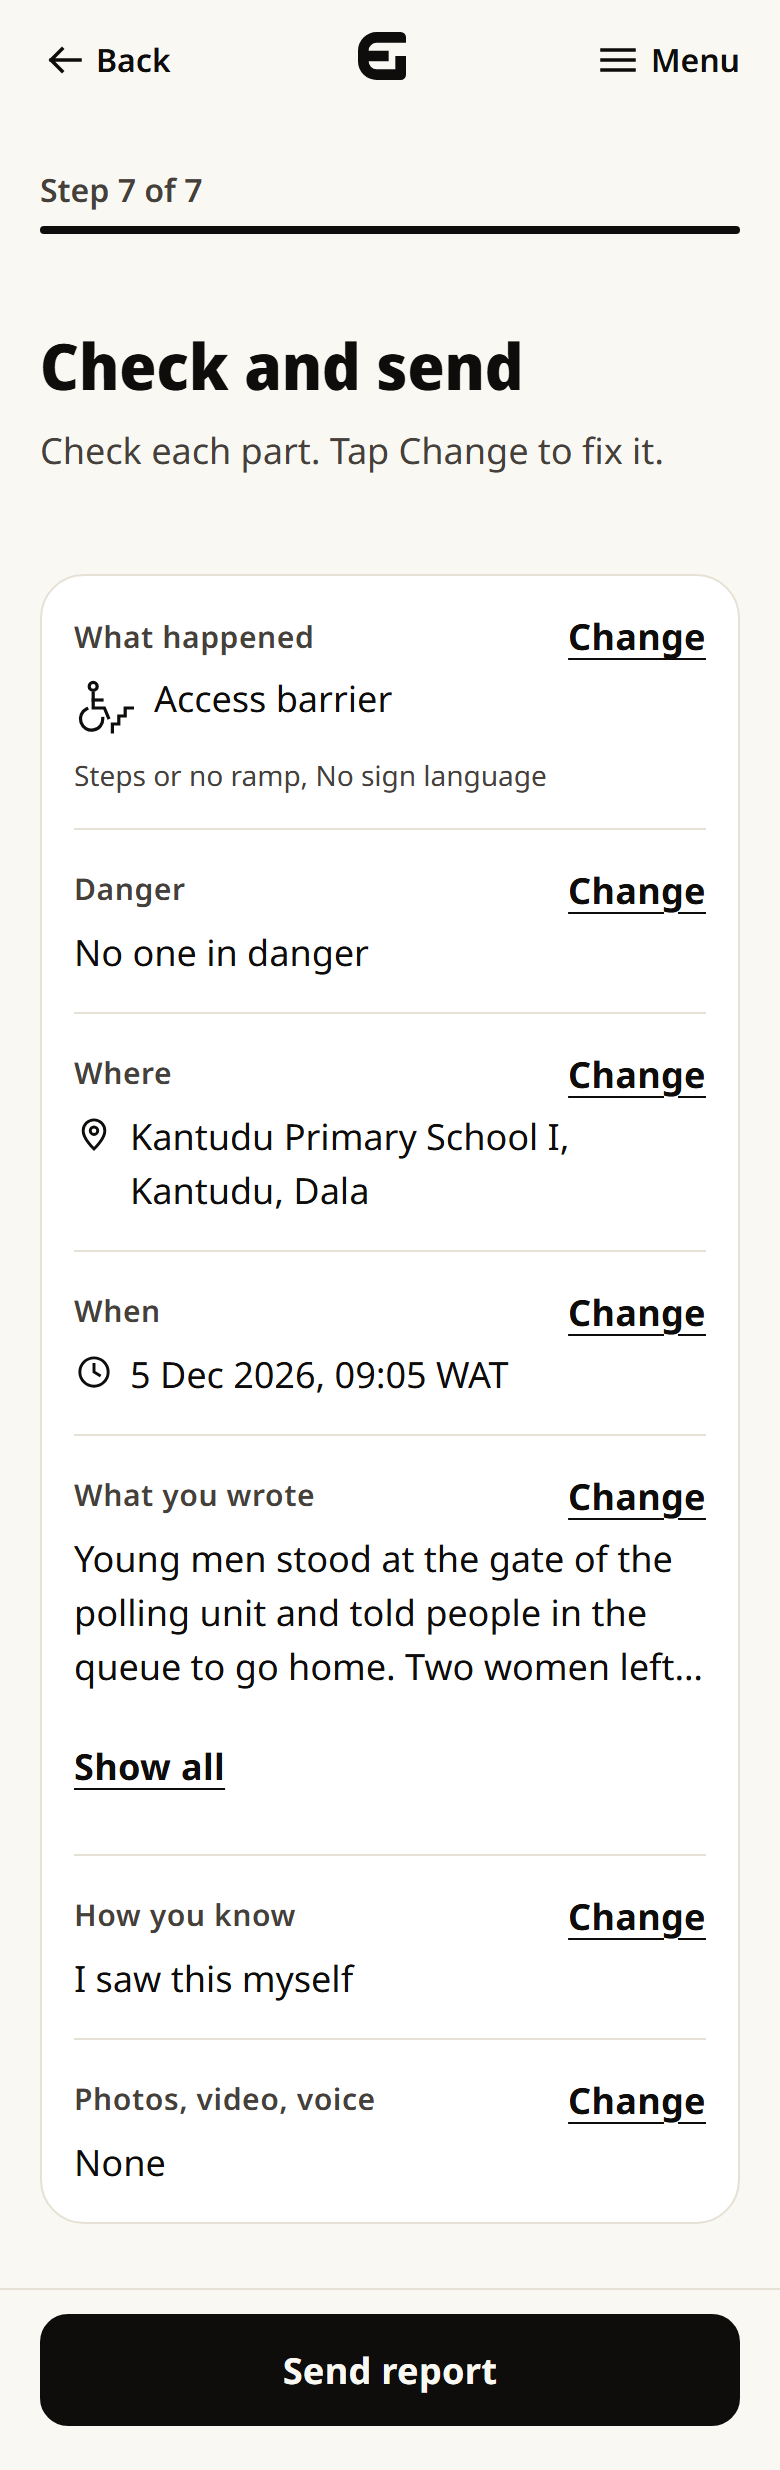 Back
Menu
Step 7 of 7
Check and send
Check each part. Tap Change to fix it.
What happened
Change
Access barrier
Steps or no ramp, No sign language
Danger
Change
No one in danger
Where
Change
Kantudu Primary School I,
Kantudu, Dala
When
Change
5 Dec 2026, 09:05 WAT
What you wrote
Change
Young men stood at the gate of the
polling unit and told people in the
queue to go home. Two women left...
Show all
How you know
Change
I saw this myself
Photos, video, voice
Change
None
Send report